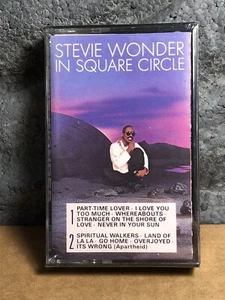 STEVIE WONDER
IN SQUARE CIRCLE
1 PART-TIME LOVER · I LOVE YOU
TOO MUCH · WHEREABOUTS ·
STRANGER ON THE SHORE OF
LOVE · NEVER IN YOUR SUN
2 SPIRITUAL WALKERS · LAND OF
LA LA · GO HOME · OVERJOYED ·
ITS WRONG (Apartheid)